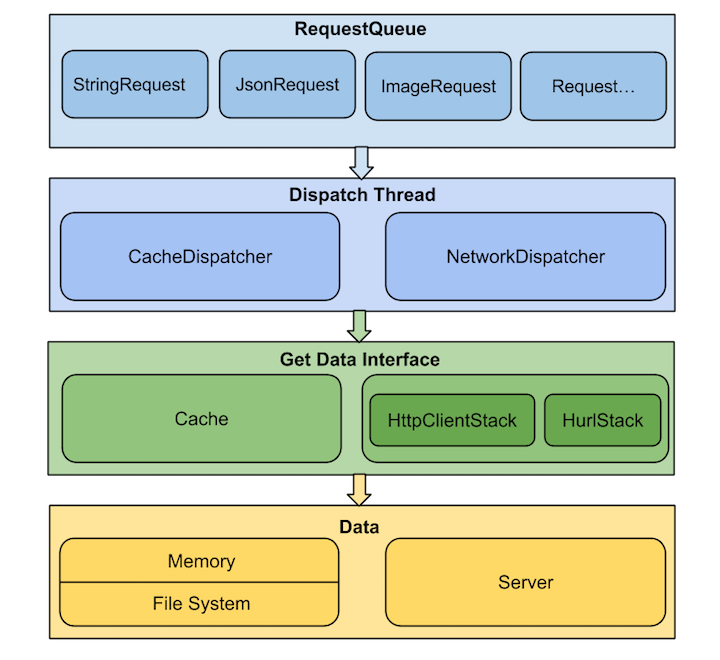 RequestQueue
StringRequest
JsonRequest
ImageRequest
Request…
Dispatch Thread
CacheDispatcher
NetworkDispatcher
Get Data Interface
Cache
HttpClientStack
HurlStack
Data
Memory
File System
Server